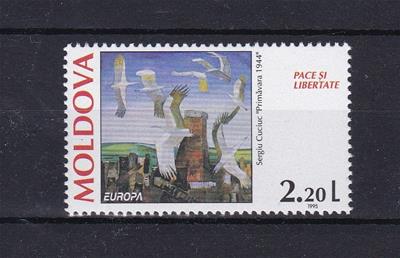 MOLDOVA
EUROPA
Sergiu Cuciuc "Primăvara 1944"
PACE ŞI
LIBERTATE
2.20 L
1995